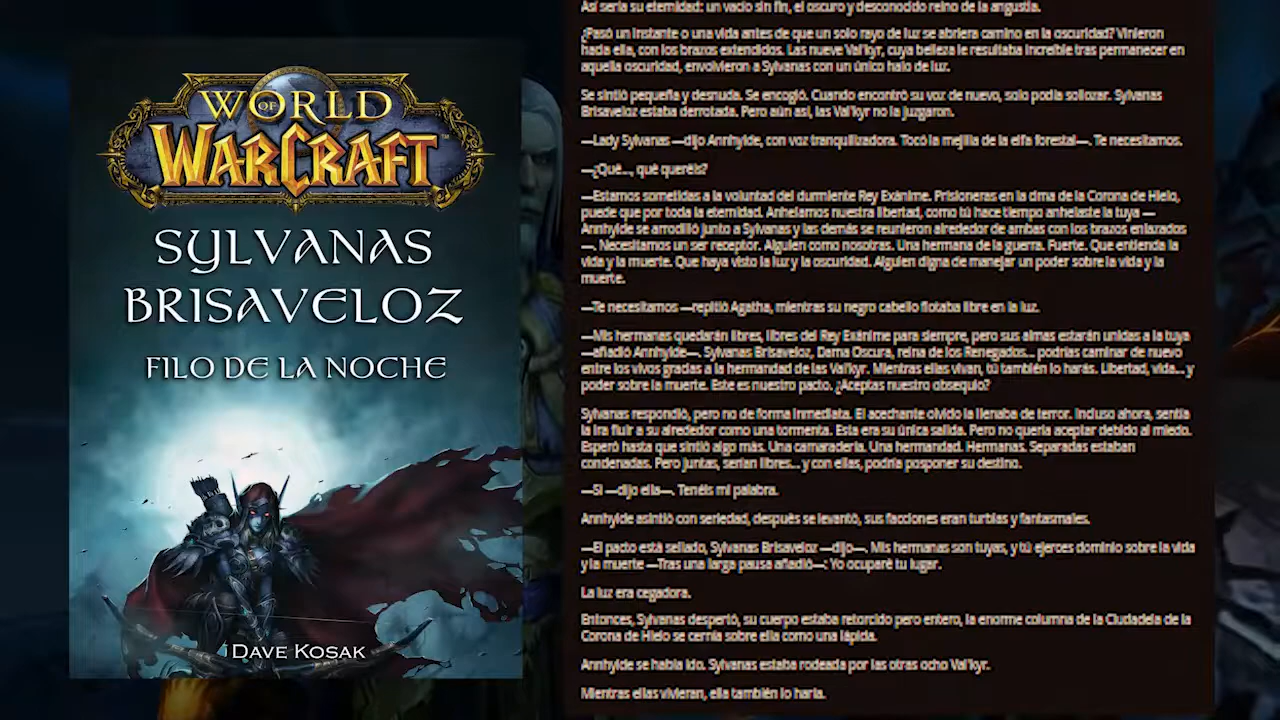 WORLD
OF
WARCRAFT
SYLVANAS
BRISAVELOZ
FILO DE LA NOCHE
DAVE KOSAK
Así sería su eternidad: un vacío sin fin, el oscuro y desconocido reino de la angustia.
¿Pasó un instante o una vida antes de que un solo rayo de luz se abriera camino en la oscuridad? Vinieron
hacia ella, con los brazos extendidos. Las nueve Val'kyr, cuya belleza le resultaba increíble tras permanecer en
aquella oscuridad, envolvieron a Sylvanas con un único halo de luz.
Se sintió pequeña y desnuda. Se encogió. Cuando encontró su voz de nuevo, solo podía sollozar. Sylvanas
Brisaveloz estaba derrotada. Pero aún así, las Val'kyr no la juzgaron.
—Lady Sylvanas —dijo Annhylde, con voz tranquilizadora. Tocó la mejilla de la elfa forestal—. Te necesitamos.
—¿Qué..., qué queréis?
—Estamos sometidas a la voluntad del durmiente Rey Exánime. Prisioneras en la cima de la Corona de Hielo,
puede que por toda la eternidad. Anhelamos nuestra libertad, como tú hace tiempo anhelaste la tuya —
Annhylde se arrodilló junto a Sylvanas y las demás se reunieron alrededor de ambas con los brazos enlazados
—. Necesitamos un ser receptor. Alguien como nosotras. Una hermana de la guerra. Fuerte. Que entienda la
vida y la muerte. Que haya visto la luz y la oscuridad. Alguien digna de manejar un poder sobre la vida y la
muerte.
—Te necesitamos —repitió Agatha, mientras su negro cabello flotaba libre en la luz.
—Mis hermanas quedarán libres, libres del Rey Exánime para siempre, pero sus almas estarán unidas a la tuya
—añadió Annhylde—. Sylvanas Brisaveloz, Dama Oscura, reina de los Renegados... podrías caminar de nuevo
entre los vivos gracias a la hermandad de las Val'kyr. Mientras ellas vivan, tú también lo harás. Libertad, vida... y
poder sobre la muerte. Este es nuestro pacto. ¿Aceptas nuestro obsequio?
Sylvanas respondió, pero no de forma inmediata. El acechante olvido la llenaba de terror. Incluso ahora, sentía
la ira fluir a su alrededor como una tormenta. Esta era su única salida. Pero no quería aceptar debido al miedo.
Esperó hasta que sintió algo más. Una camaradería. Una hermandad. Hermanas. Separadas estaban
condenadas. Pero juntas, serían libres... y con ellas, podría posponer su destino.
—Sí —dijo ella—. Tenéis mi palabra.
Annhylde asintió con seriedad, después se levantó, sus facciones eran turbias y fantasmales.
—El pacto está sellado, Sylvanas Brisaveloz —dijo—. Mis hermanas son tuyas, y tú ejerces dominio sobre la vida
y la muerte —Tras una larga pausa añadió—: Yo ocuparé tu lugar.
La luz era cegadora.
Entonces, Sylvanas despertó, su cuerpo estaba retorcido pero entero, la enorme columna de la Ciudadela de la
Corona de Hielo se cernía sobre ella como una lápida.
Annhylde se había ido. Sylvanas estaba rodeada por las otras ocho Val'kyr.
Mientras ellas vivieran, ella también lo haría.